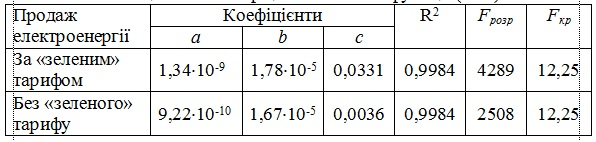 Продаж електроенергії Коефіцієнти R² Fрозр Fкр
a b c
За «зеленим» тарифом 1,34·10⁻⁹ 1,78·10⁻⁵ 0,0331 0,9984 4289 12,25
Без «зеленого» тарифу 9,22·10⁻¹⁰ 1,67·10⁻⁵ 0,0036 0,9984 2508 12,25